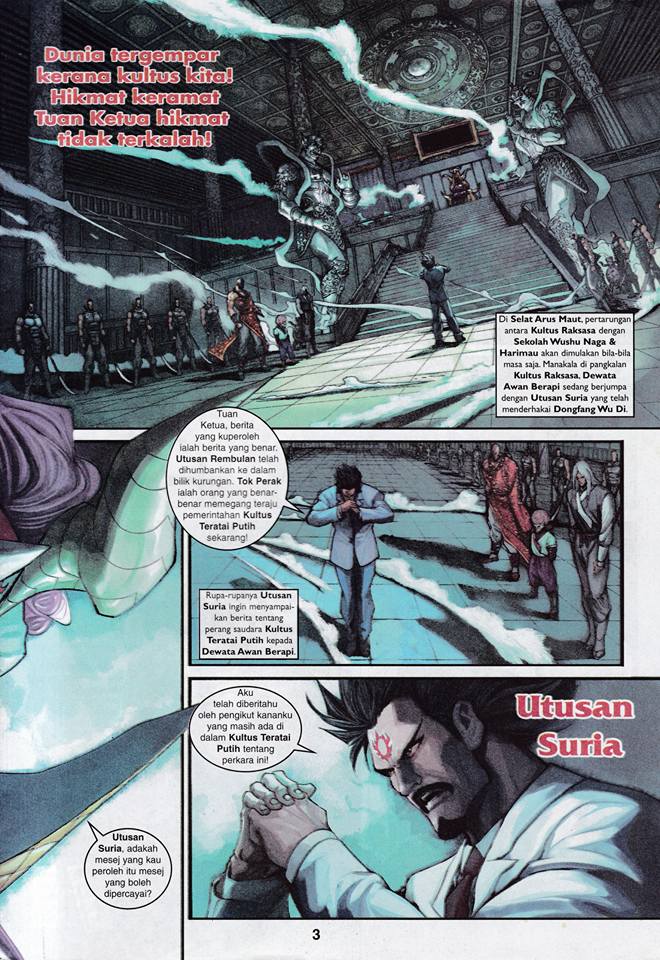 Dunia tergempar
kerana kultus kita!
Hikmat keramat
Tuan Ketua hikmat
tidak terkalah!
Di Selat Arus Maut, pertarungan
antara Kultus Raksasa dengan
Sekolah Wushu Naga &
Harimau akan dimulakan bila-bila
masa saja. Manakala di pangkalan
Kultus Raksasa, Dewata
Awan Berapi sedang berjumpa
dengan Utusan Suria yang telah
menderhakai Dongfang Wu Di.
Tuan
Ketua, berita
yang kuperoleh
ialah berita yang benar.
Utusan Rembulan telah
dihumbankan ke dalam
bilik kurungan. Tok Perak
ialah orang yang benar-
benar memegang teraju
pemerintahan Kultus
Teratai Putih
sekarang!
Rupa-rupanya Utusan
Suria ingin menyampai-
kan berita tentang
perang saudara Kultus
Teratai Putih kepada
Dewata Awan Berapi.
Aku
telah diberitahu
oleh pengikut kananku
yang masih ada di
dalam Kultus Teratai
Putih tentang
perkara ini!
Utusan
Suria
Utusan
Suria, adakah
mesej yang kau
peroleh itu mesej
yang boleh
dipercayai?
3